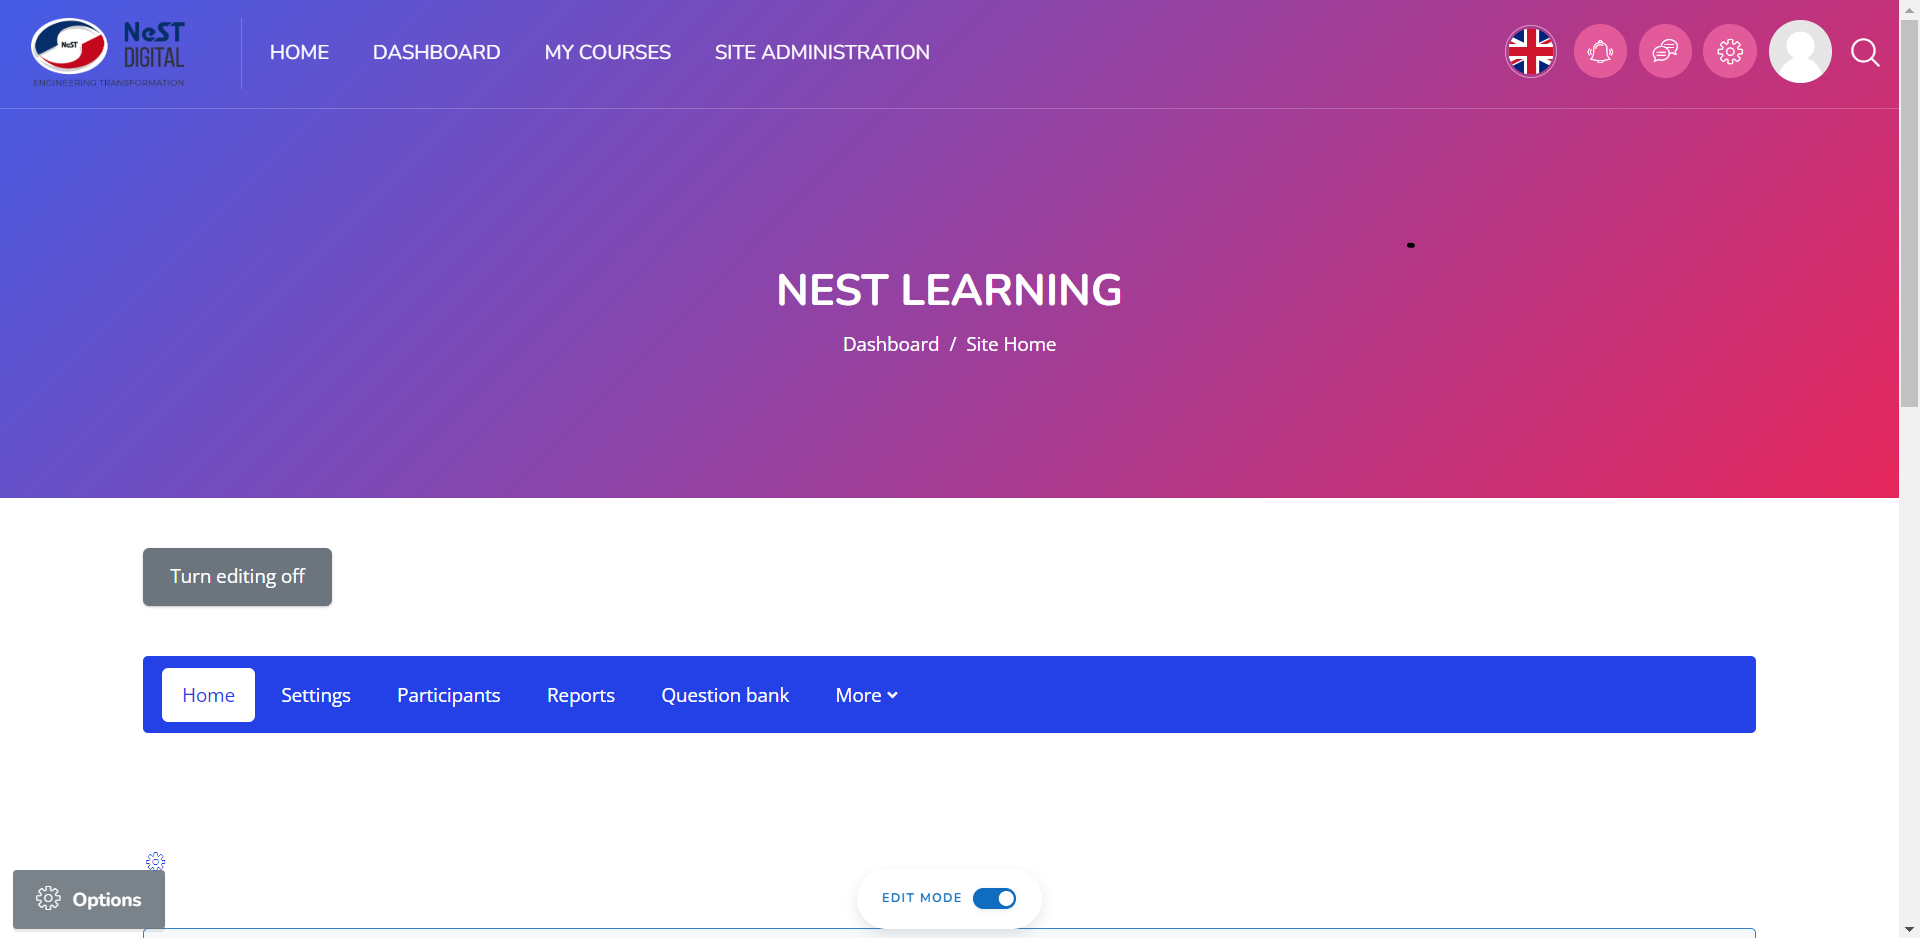 NeST
NeST
DIGITAL
ENGINEERING TRANSFORMATION
HOME
DASHBOARD
MY COURSES
SITE ADMINISTRATION
NEST LEARNING
Dashboard / Site Home
Turn editing off
Home
Settings
Participants
Reports
Question bank
More
Options
EDIT MODE